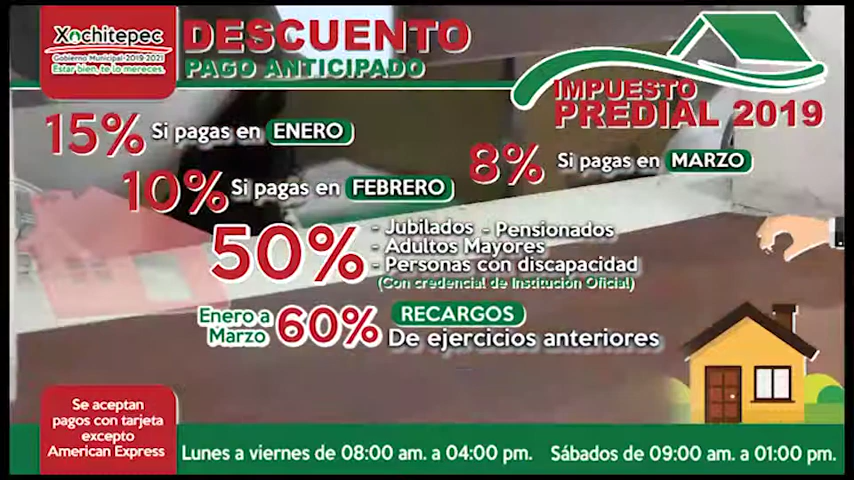 Xochitepec
Gobierno Municipal 2019-2021
Estar bien, te lo mereces.
DESCUENTO
PAGO ANTICIPADO
IMPUESTO
PREDIAL 2019
15% Si pagas en ENERO
8% Si pagas en MARZO
10% Si pagas en FEBRERO
50%
- Jubilados - Pensionados
- Adultos Mayores
- Personas con discapacidad
(Con credencial de Institución Oficial)
Enero a
Marzo
60%
RECARGOS
De ejercicios anteriores
Se aceptan
pagos con tarjeta
excepto
American Express
Lunes a viernes de 08:00 am. a 04:00 pm. Sábados de 09:00 am. a 01:00 pm.